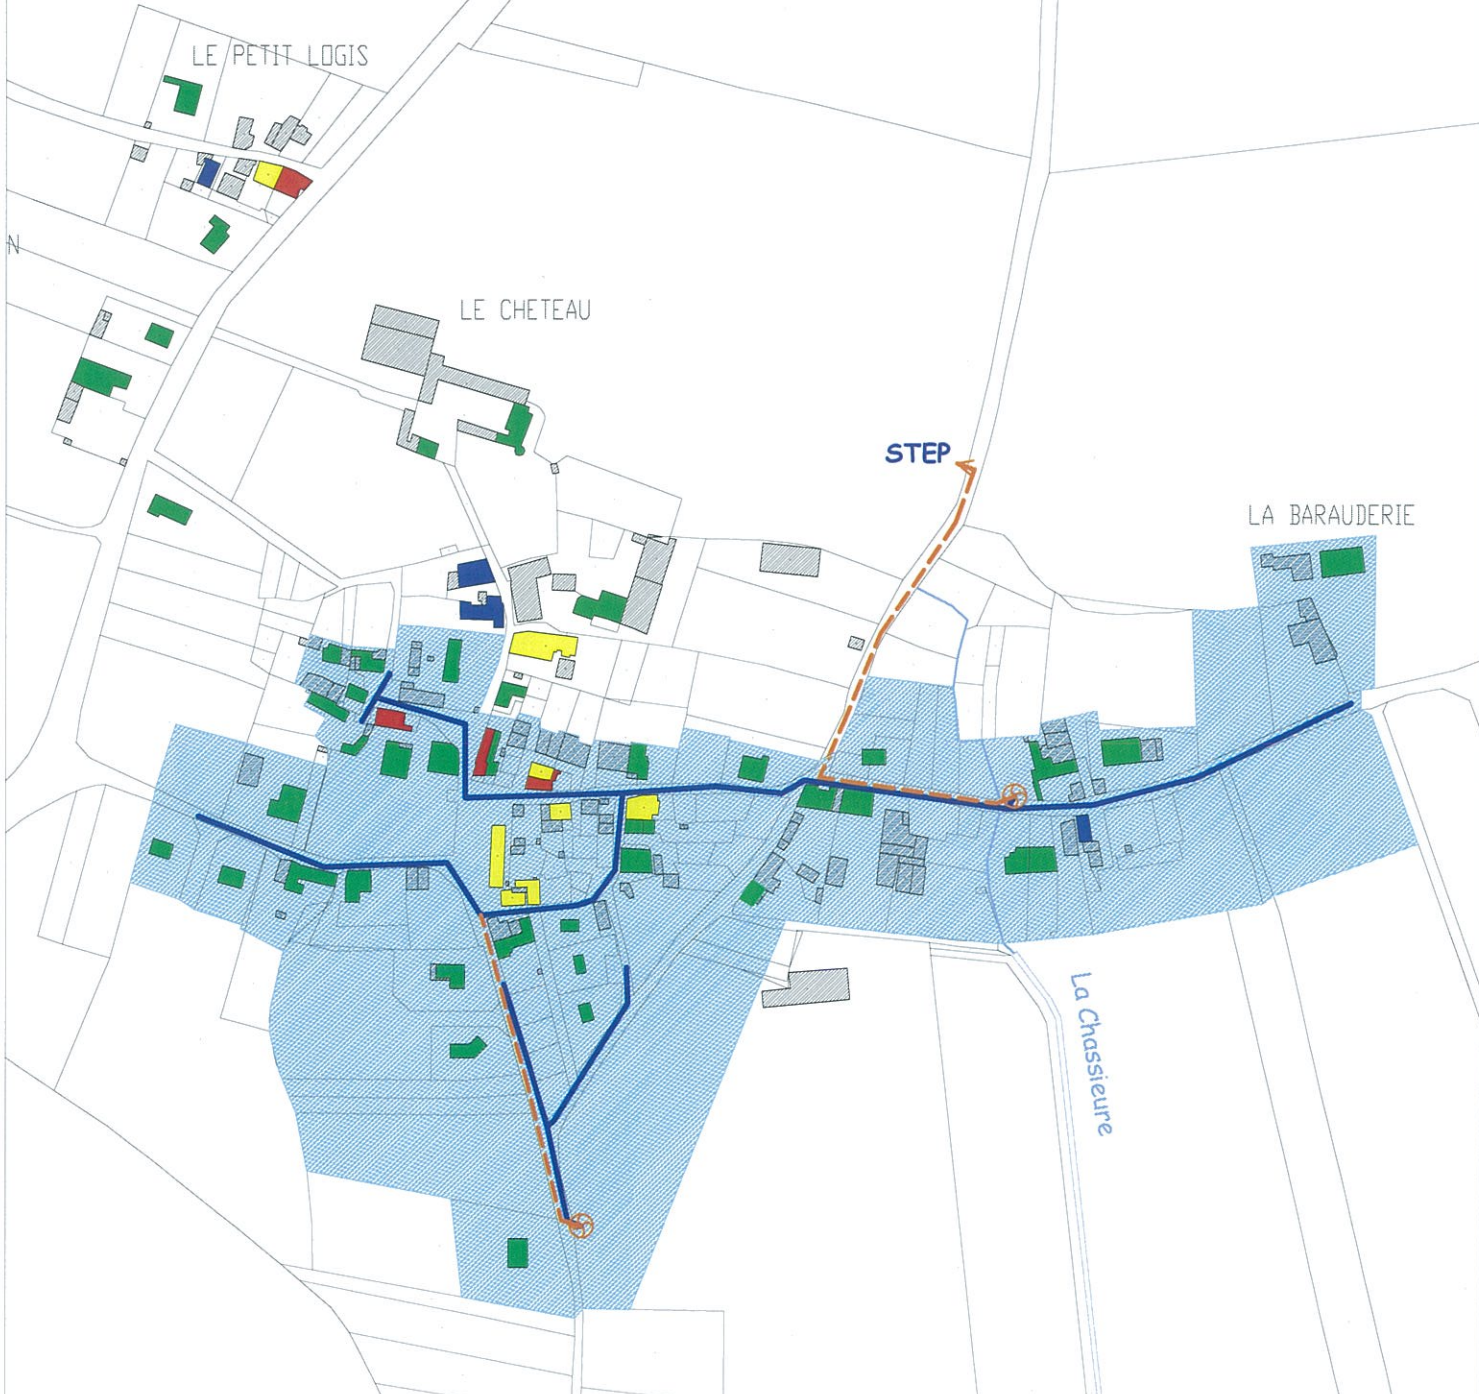 LE PETIT LOGIS
N
LE CHETEAU
STEP
LA BARAUDERIE
La Chassieure